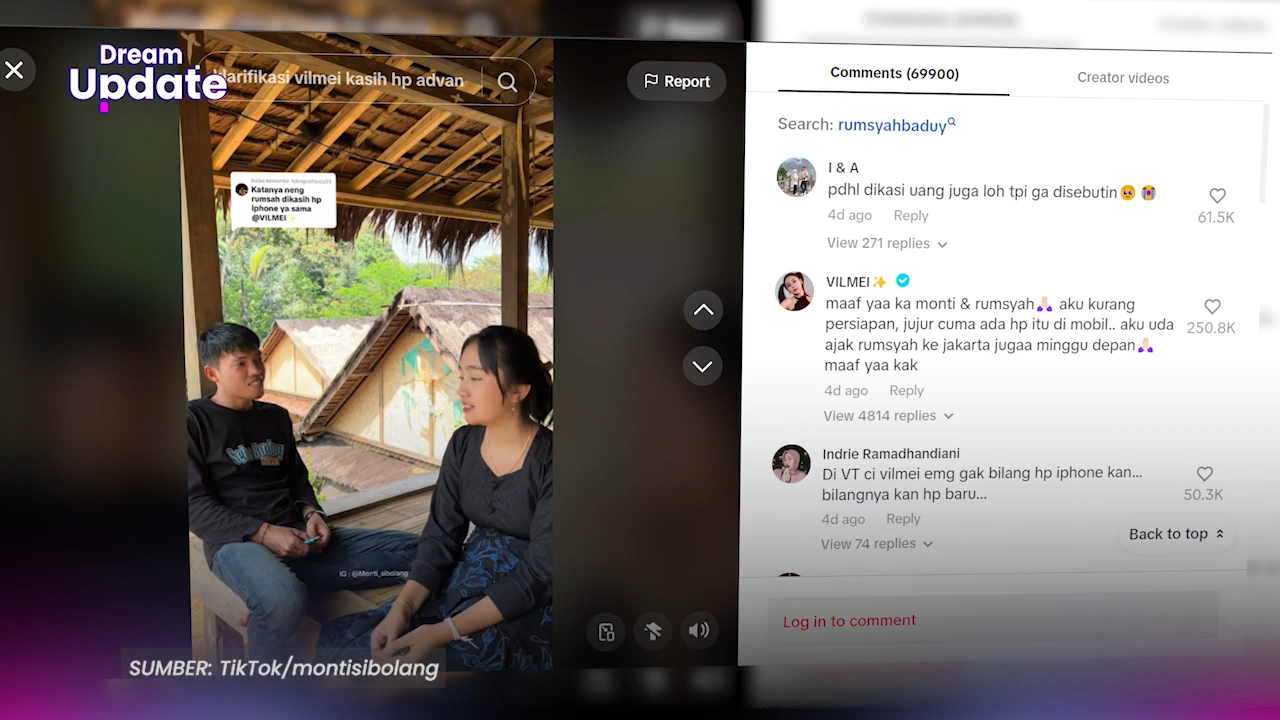 Dream
Update
klarifikasi vilmei kasih hp advan
Report
Balas komentar tubagusfauzy23
Katanya neng
rumsah dikasih hp
iphone ya sama
@VILMEI✨
IG : @Monti_sibolang
SUMBER: TikTok/montisibolang
Comments (69900)
Creator videos
Search: rumsyahbaduy
I & A
pdhl dikasi uang juga loh tpi ga disebutin🥺 😭
61.5K
4d ago Reply
View 271 replies
VILMEI✨
maaf yaa ka monti & rumsyah🙏🏻 aku kurang
persiapan, jujur cuma ada hp itu di mobil.. aku uda
ajak rumsyah ke jakarta jugaa minggu depan🙏🏻
maaf yaa kak
250.8K
4d ago Reply
View 4814 replies
Indrie Ramadhandiani
Di VT ci vilmei emg gak bilang hp iphone kan...
bilangnya kan hp baru...
50.3K
4d ago Reply
View 74 replies
Back to top
Log in to comment